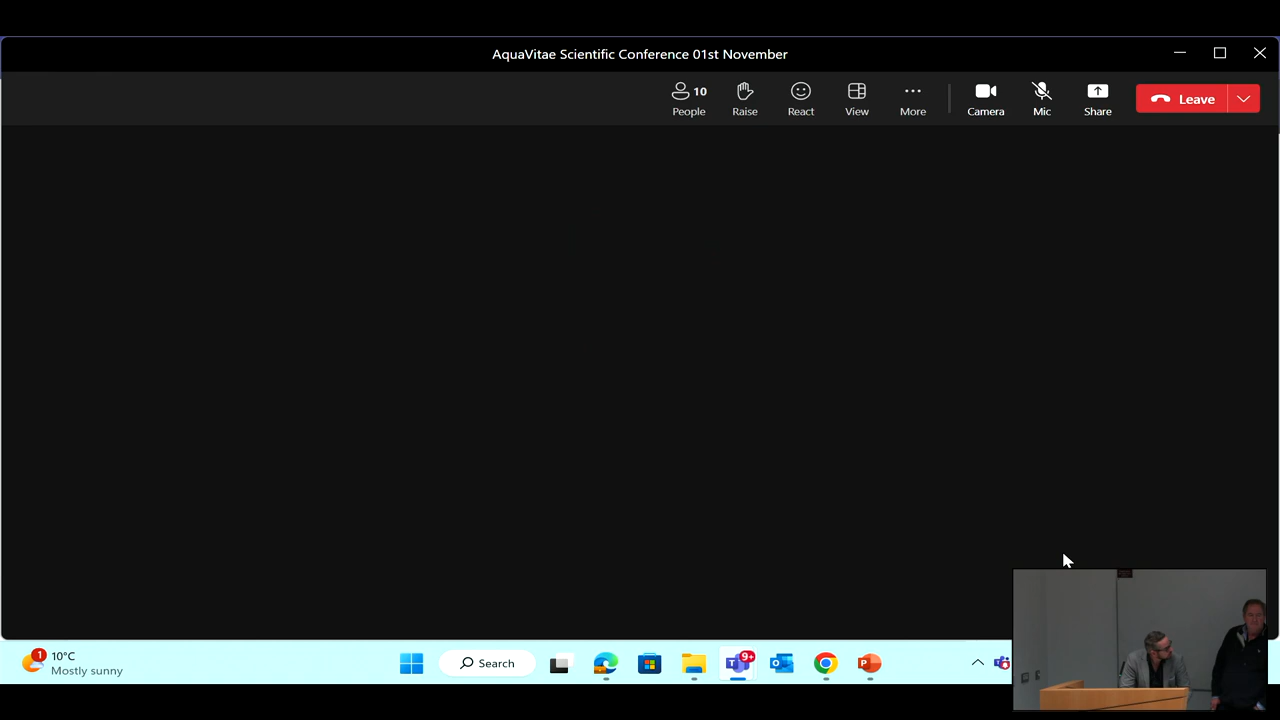 AquaVitae Scientific Conference 01st November
10
People
Raise
React
View
More
Camera
Mic
Share
Leave
1
10°C
Mostly sunny
Search
9+
P